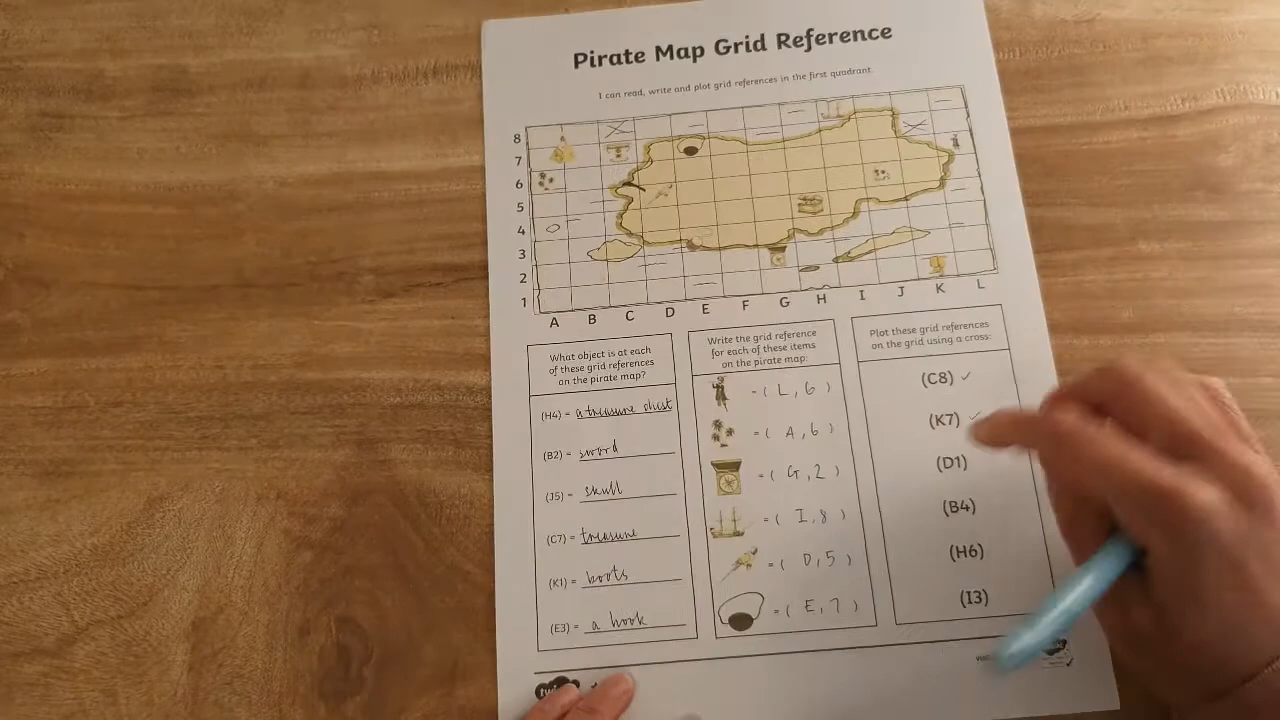 Pirate Map Grid Reference
I can read, write and plot grid references in the first quadrant
8
7
6
5
4
3
2
1
A B C D E F G H I J K L
What object is at each
of these grid references
on the pirate map?
(H4) = a treasure chest
(B2) = sword
(J5) = skull
(C7) = treasure
(K1) = boots
(E3) = a hook
Write the grid reference
for each of these items
on the pirate map:
= ( L, 6 )
= ( A, 6 )
= ( G, 2 )
= ( I, 8 )
= ( D, 5 )
= ( E, 7 )
Plot these grid references
on the grid using a cross:
(C8) ✓
(K7) ✓
(D1)
(B4)
(H6)
(I3)